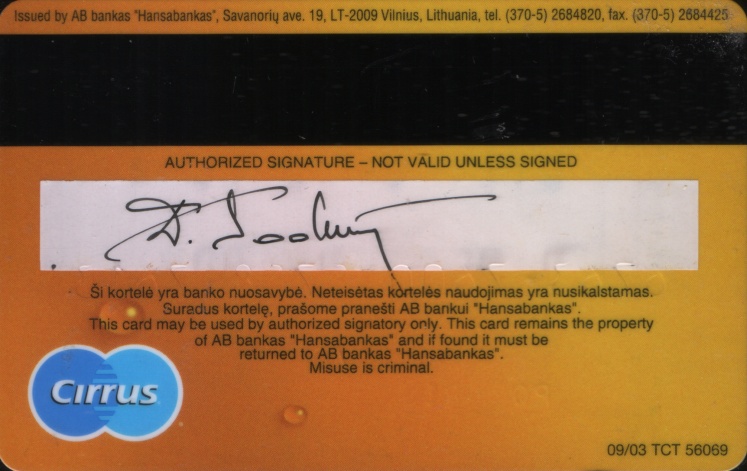 Issued by AB bankas "Hansabankas", Savanorių ave. 19, LT-2009 Vilnius, Lithuania, tel. (370-5) 2684820, fax. (370-5) 2684425
AUTHORIZED SIGNATURE – NOT VALID UNLESS SIGNED
Ši kortelė yra banko nuosavybė. Neteisėtas kortelės naudojimas yra nusikalstamas.
Suradus kortelę, prašome pranešti AB bankui "Hansabankas".
This card may be used by authorized signatory only. This card remains the property
of AB bankas "Hansabankas" and if found it must be
returned to AB bankas "Hansabankas".
Misuse is criminal.
Cirrus
09/03 TCT 56069